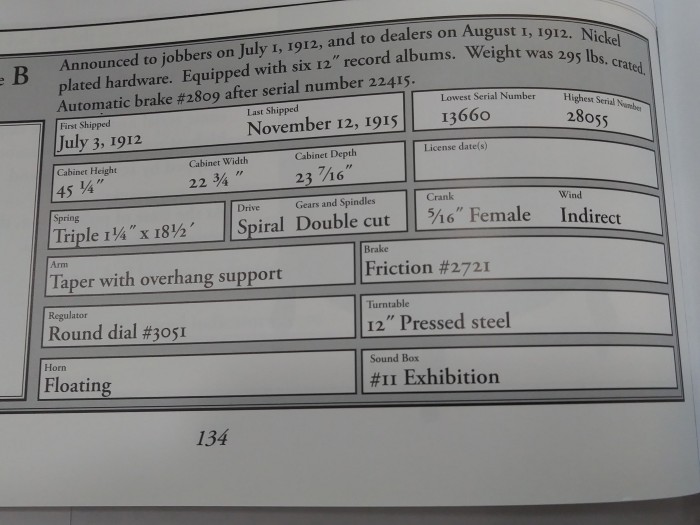 B
Announced to jobbers on July 1, 1912, and to dealers on August 1, 1912. Nickel
plated hardware. Equipped with six 12" record albums. Weight was 295 lbs. crated.
Automatic brake #2809 after serial number 22415.
First Shipped
July 3, 1912
Last Shipped
November 12, 1915
Lowest Serial Number
13660
Highest Serial Number
28055
Cabinet Height
45 ¼"
Cabinet Width
22 ¾ "
Cabinet Depth
23 7/16"
License date(s)
Spring
Triple 1¼" x 18½'
Drive
Spiral
Gears and Spindles
Double cut
Crank
5/16" Female
Wind
Indirect
Arm
Taper with overhang support
Brake
Friction #2721
Regulator
Round dial #3051
Turntable
12" Pressed steel
Horn
Floating
Sound Box
#11 Exhibition
134